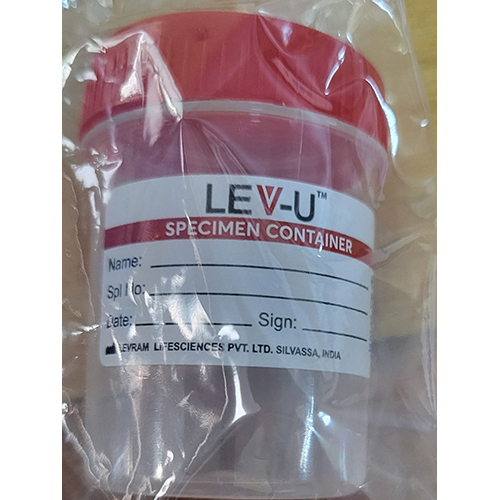 LEV-U™
SPECIMEN CONTAINER
Name:
Spl No:
Date: Sign:
LEVRAM LIFESCIENCES PVT. LTD. SILVASSA, INDIA